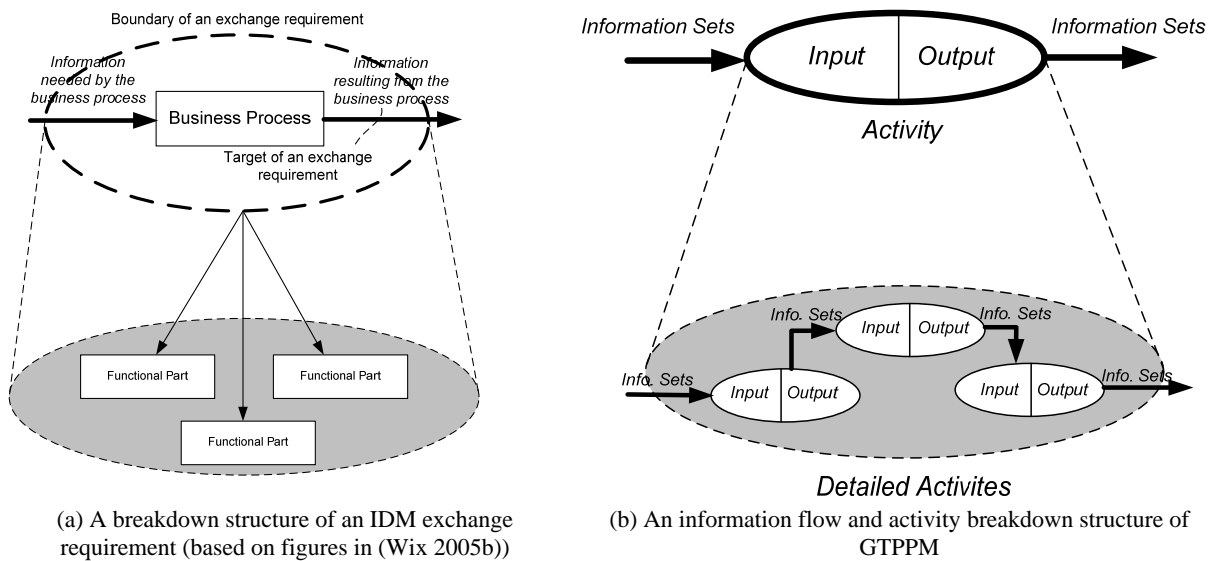 Boundary of an exchange requirement
Information
needed by the
business process
Information
resulting from the
business process
Business Process
Target of an exchange
requirement
Functional Part
Functional Part
Functional Part
(a) A breakdown structure of an IDM exchange
requirement (based on figures in (Wix 2005b))
Information Sets
Input
Output
Information Sets
Activity
Info. Sets
Input
Output
Info. Sets
Input
Output
Info. Sets
Input
Output
Info. Sets
Detailed Activites
(b) An information flow and activity breakdown structure of
GTPPM